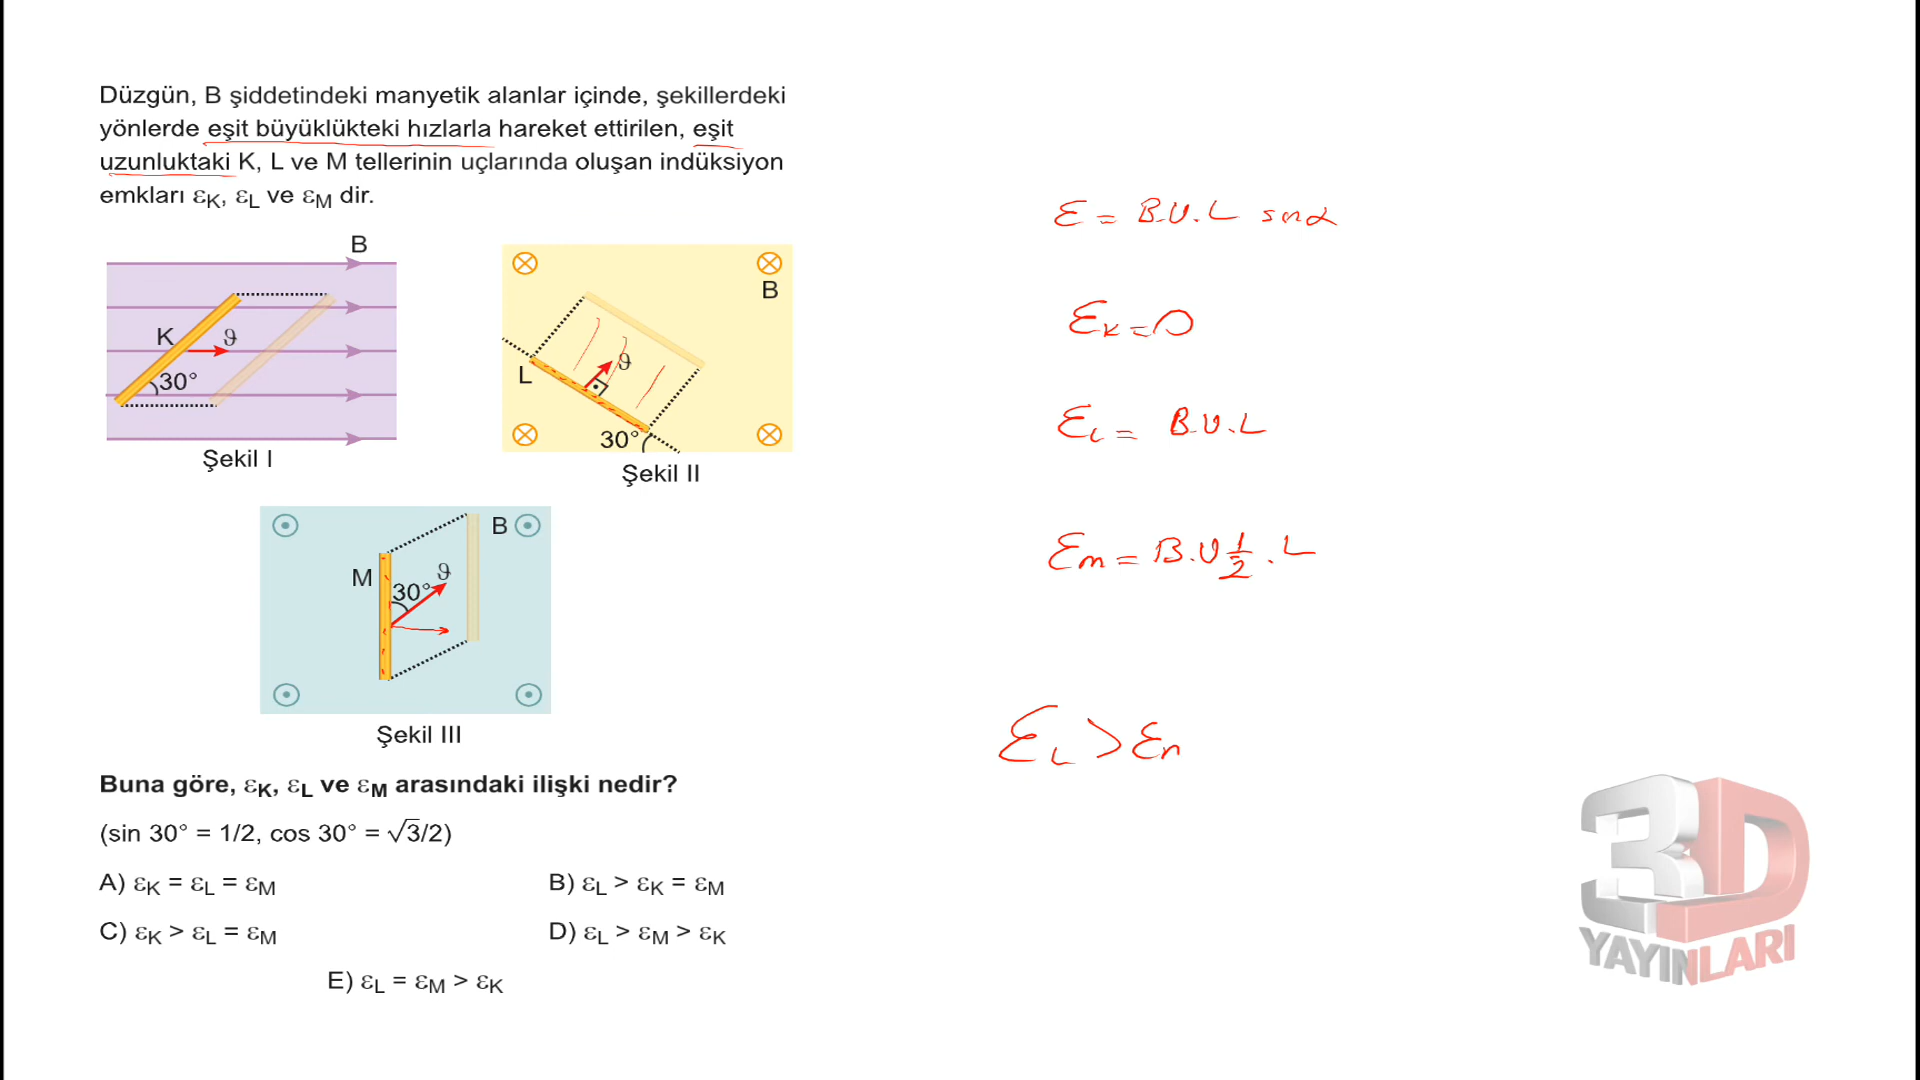 Düzgün, B şiddetindeki manyetik alanlar içinde, şekillerdeki
yönlerde eşit büyüklükteki hızlarla hareket ettirilen, eşit
uzunluktaki K, L ve M tellerinin uçlarında oluşan indüksiyon
emkları εK, εL ve εM dir.
B
K
ϑ
30°
Şekil I
B
L
ϑ
30°
Şekil II
M
B
30°
ϑ
Şekil III
Buna göre, εK, εL ve εM arasındaki ilişki nedir?
(sin 30° = 1/2, cos 30° = √3/2)
A) εK = εL = εM
B) εL > εK = εM
C) εK > εL = εM
D) εL > εM > εK
E) εL = εM > εK
ε = B.υ.L sinα
εK = 0
εL = B.υ.L
εm = B.υ 1/2 . L
εL > εm
3D
YAYINLARI